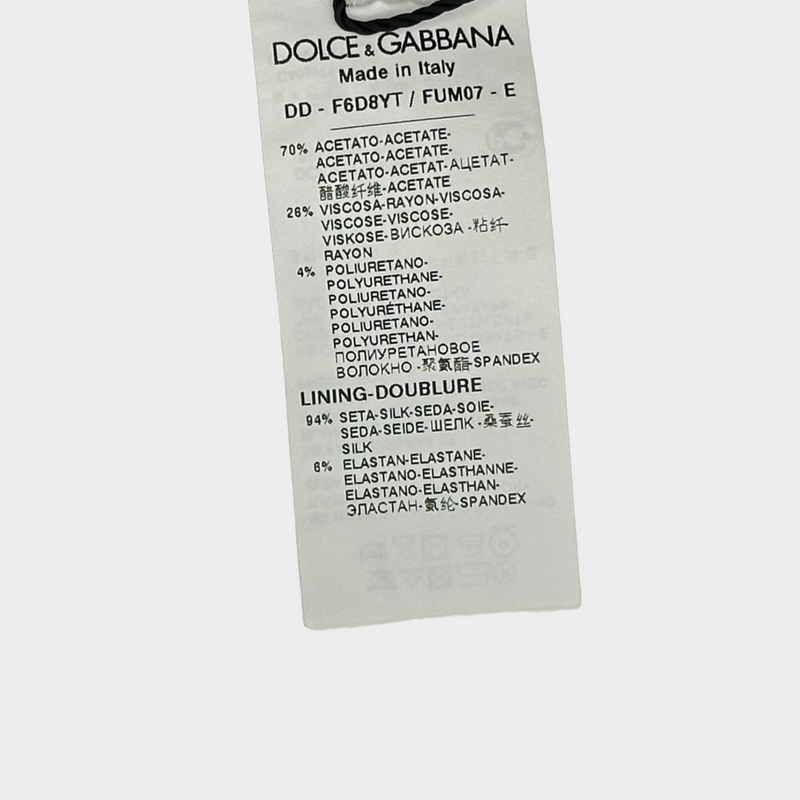 DOLCE & GABBANA
Made in Italy
DD - F6D8YT / FUM07 - E
70% ACETATO-ACETATE-
ACETATO-ACETATE-
ACETATO-ACETAT-АЦЕТАТ-
醋酸纤维-ACETATE
26% VISCOSA-RAYON-VISCOSA-
VISCOSE-VISCOSE-
VISKOSE-ВИСКОЗА -粘纤-
RAYON
4% POLIURETANO-
POLYURETHANE-
POLIURETANO-
POLYURÉTHANE-
POLIURETANO-
POLYURETHAN-
ПОЛИУРЕТАНОВОЕ
ВОЛОКНО -聚氨酯-SPANDEX
LINING-DOUBLURE
94% SETA-SILK-SEDA-SOIE-
SEDA-SEIDE-ШЕЛК -桑蚕丝-
SILK
6% ELASTAN-ELASTANE-
ELASTANO-ELASTHANNE-
ELASTANO-ELASTHAN-
ЭЛАСТАН-氨纶-SPANDEX